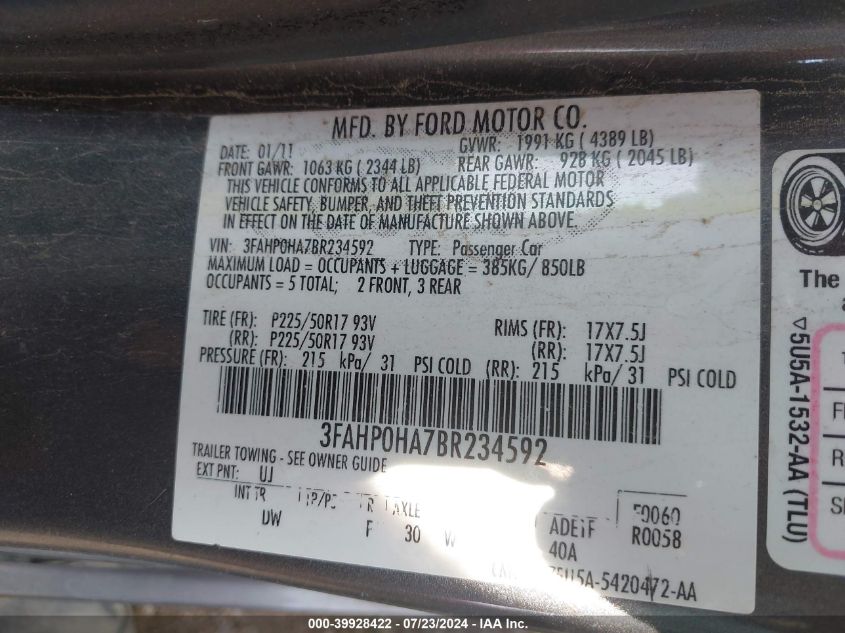 MFD. BY FORD MOTOR CO.
DATE: 01/11 GVWR: 1991 KG ( 4389 LB)
FRONT GAWR: 1063 KG ( 2344 LB) REAR GAWR: 928 KG ( 2045 LB)
THIS VEHICLE CONFORMS TO ALL APPLICABLE FEDERAL MOTOR
VEHICLE SAFETY, BUMPER, AND THEFT PREVENTION STANDARDS
IN EFFECT ON THE DATE OF MANUFACTURE SHOWN ABOVE.
VIN: 3FAHP0HA7BR234592 TYPE: Passenger Car
MAXIMUM LOAD = OCCUPANTS + LUGGAGE = 385KG/ 850LB
OCCUPANTS = 5 TOTAL; 2 FRONT, 3 REAR
TIRE (FR): P225/50R17 93V RIMS (FR): 17X7.5J
(RR): P225/50R17 93V (RR): 17X7.5J
PRESSURE (FR): 215 kPa/ 31 PSI COLD (RR): 215 kPa/ 31 PSI COLD
3FAHP0HA7BR234592
TRAILER TOWING - SEE OWNER GUIDE
EXT PNT: UJ
INT TR AXLE
DW F 30 W 40A R0058
5420472-AA
The
▽5U5A-1532-AA (TLU)
000-39928422 - 07/23/2024 - IAA Inc.